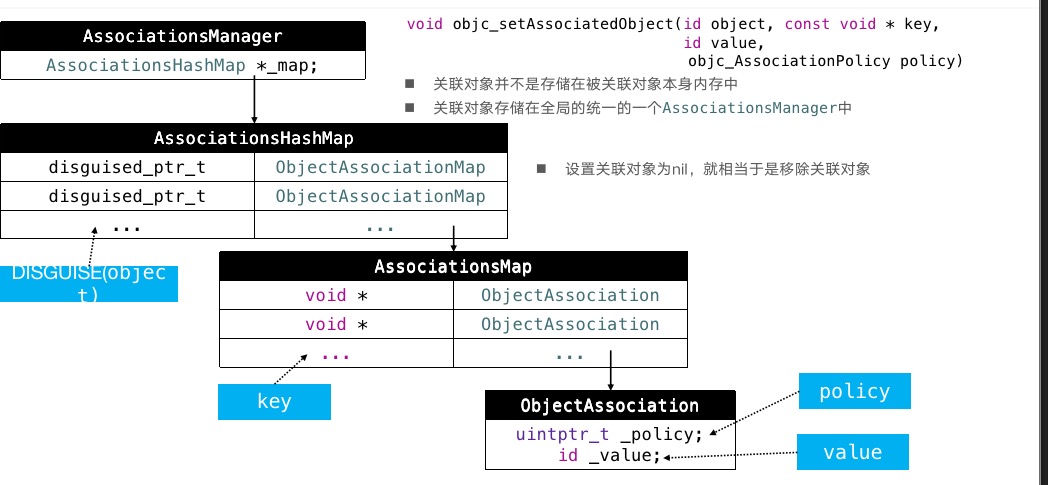 AssociationsManager
AssociationsHashMap *_map;
void objc_setAssociatedObject(id object, const void * key,
id value,
objc_AssociationPolicy policy)
■ 关联对象并不是存储在被关联对象本身内存中
■ 关联对象存储在全局的统一的一个AssociationsManager中
AssociationsHashMap
disguised_ptr_t ObjectAssociationMap
disguised_ptr_t ObjectAssociationMap
... ...
■ 设置关联对象为nil，就相当于是移除关联对象
DISGUISE(objec
t)
AssociationsMap
void * ObjectAssociation
void * ObjectAssociation
... ...
key
ObjectAssociation
uintptr_t _policy;
id _value;
policy
value